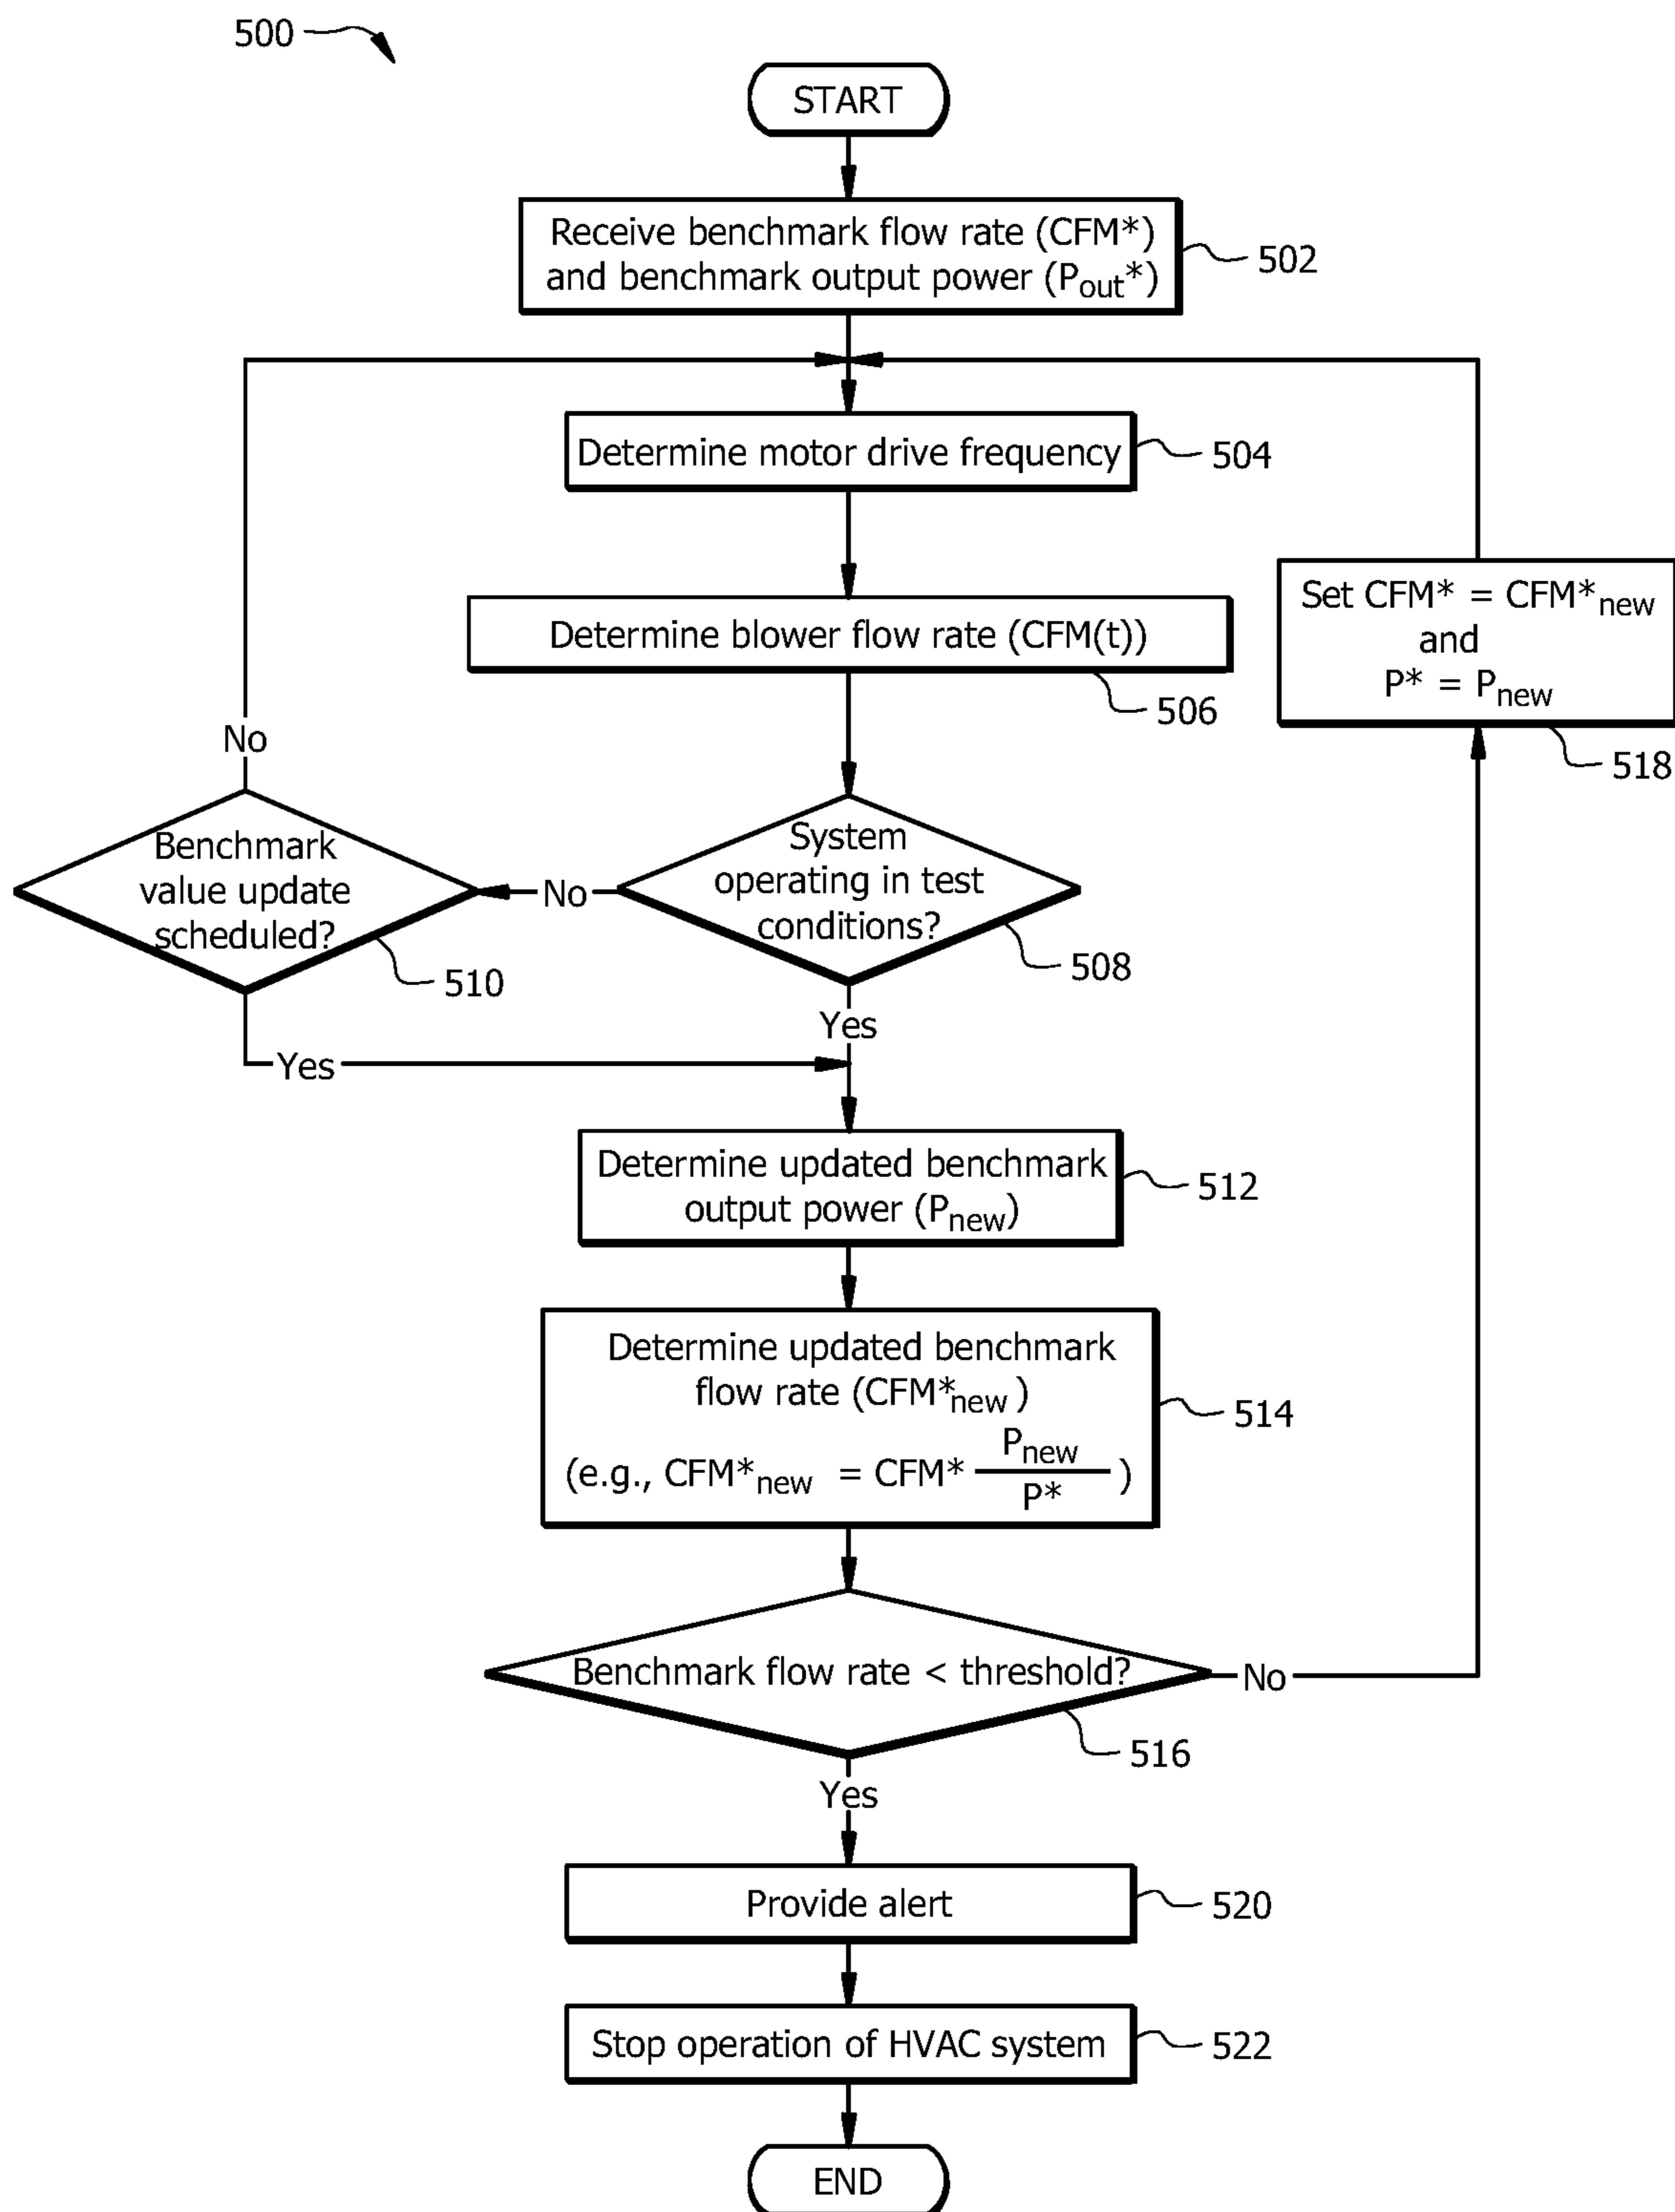 500
START
Receive benchmark flow rate (CFM*)
and benchmark output power (Pout*)
502
Determine motor drive frequency
504
Determine blower flow rate (CFM(t))
506
Set CFM* = CFM*new
and
P* = Pnew
518
No
Benchmark
value update
scheduled?
510
No
System
operating in test
conditions?
508
Yes
Yes
Determine updated benchmark
output power (Pnew)
512
Determine updated benchmark
flow rate (CFM*new)
(e.g., CFM*new = CFM* Pnew / P*)
514
Benchmark flow rate < threshold?
No
516
Yes
Provide alert
520
Stop operation of HVAC system
522
END